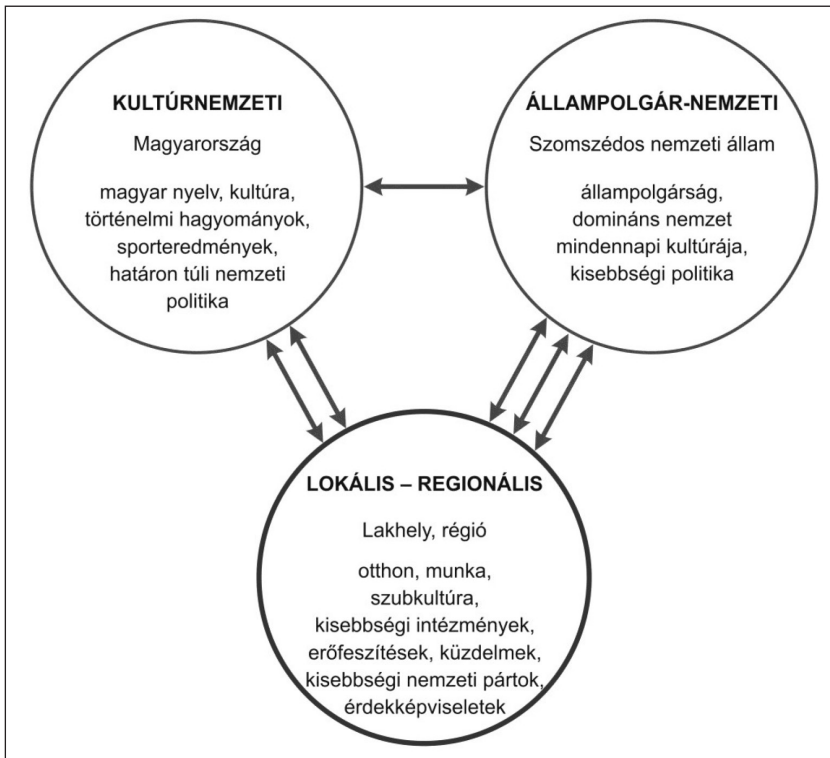 KULTÚRNEMZETI
Magyarország
magyar nyelv, kultúra,
történelmi hagyományok,
sporteredmények,
határon túli nemzeti
politika
ÁLLAMPOLGÁR-NEMZETI
Szomszédos nemzeti állam
állampolgárság,
domináns nemzet
mindennapi kultúrája,
kisebbségi politika
LOKÁLIS – REGIONÁLIS
Lakhely, régió
otthon, munka,
szubkultúra,
kisebbségi intézmények,
erőfeszítések, küzdelmek,
kisebbségi nemzeti pártok,
érdekképviseletek